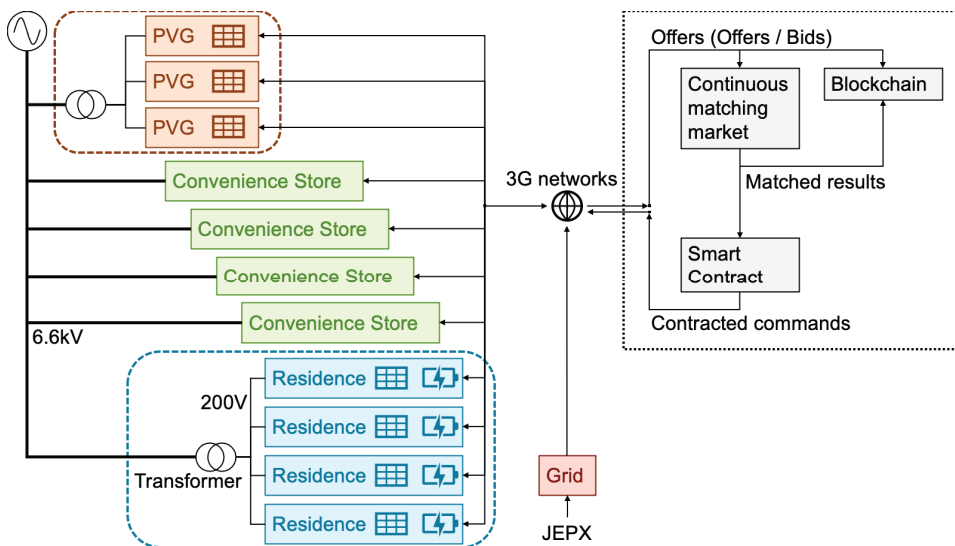 PVG
PVG
PVG
Convenience Store
Convenience Store
Convenience Store
Convenience Store
6.6kV
Residence
200V
Residence
Residence
Transformer
Residence
3G networks
Grid
JEPX
Offers (Offers / Bids)
Continuous
matching
market
Blockchain
Matched results
Smart
Contract
Contracted commands